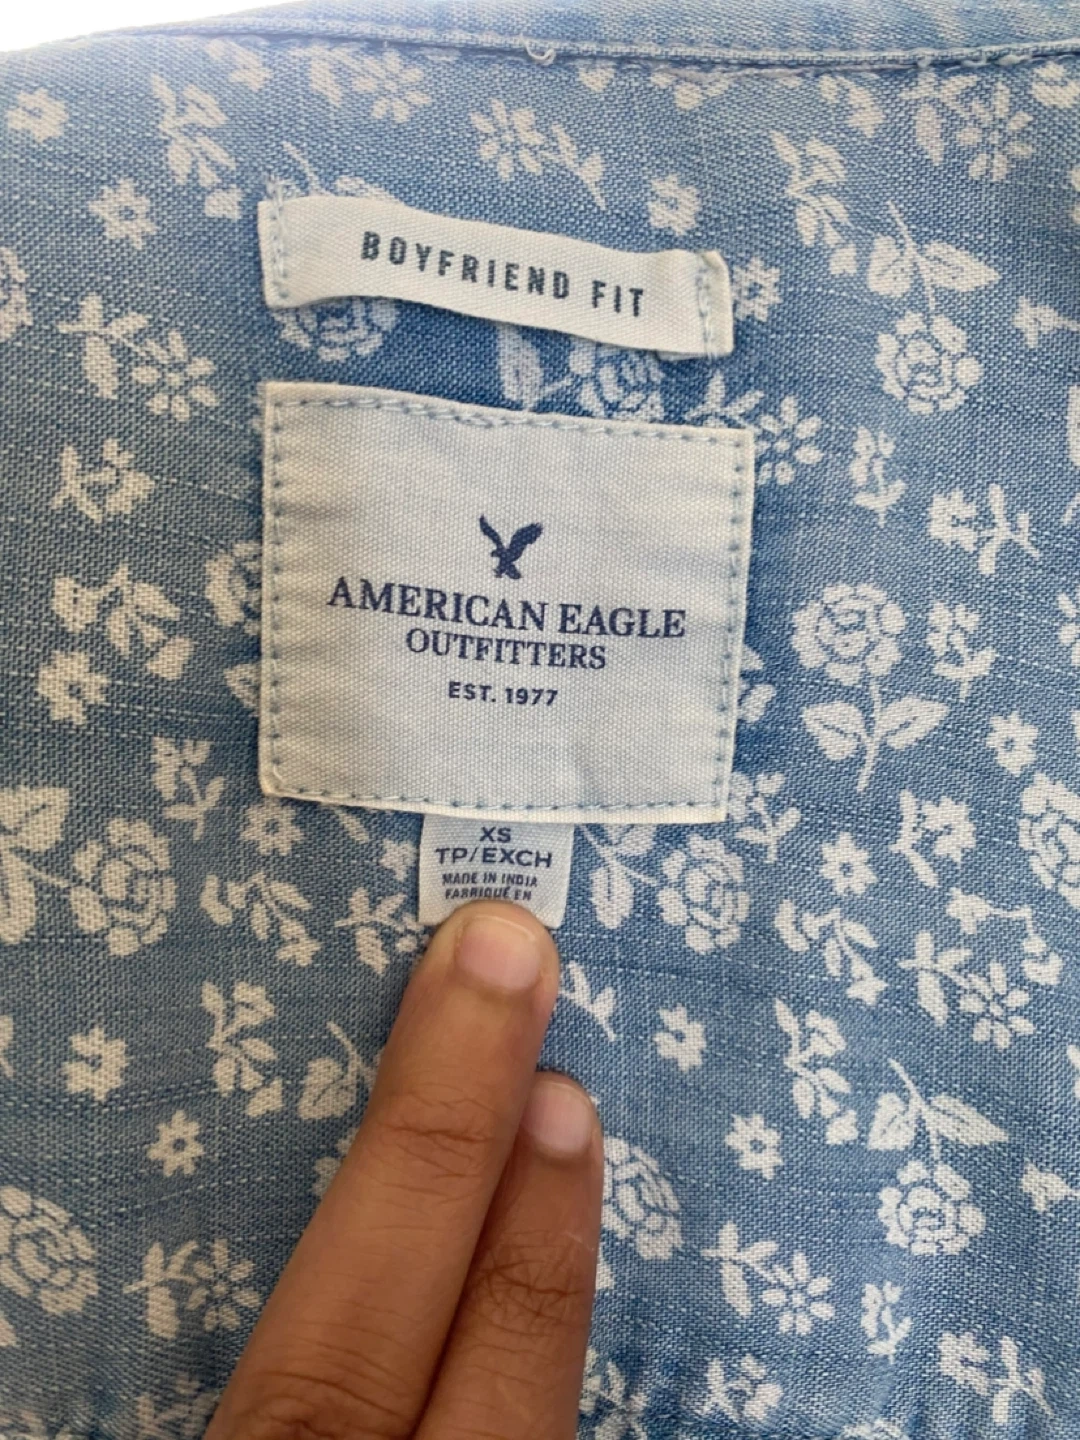 BOYFRIEND FIT
AMERICAN EAGLE
OUTFITTERS
EST. 1977
XS
TP/EXCH
MADE IN INDIA
FABRIQUÉ EN